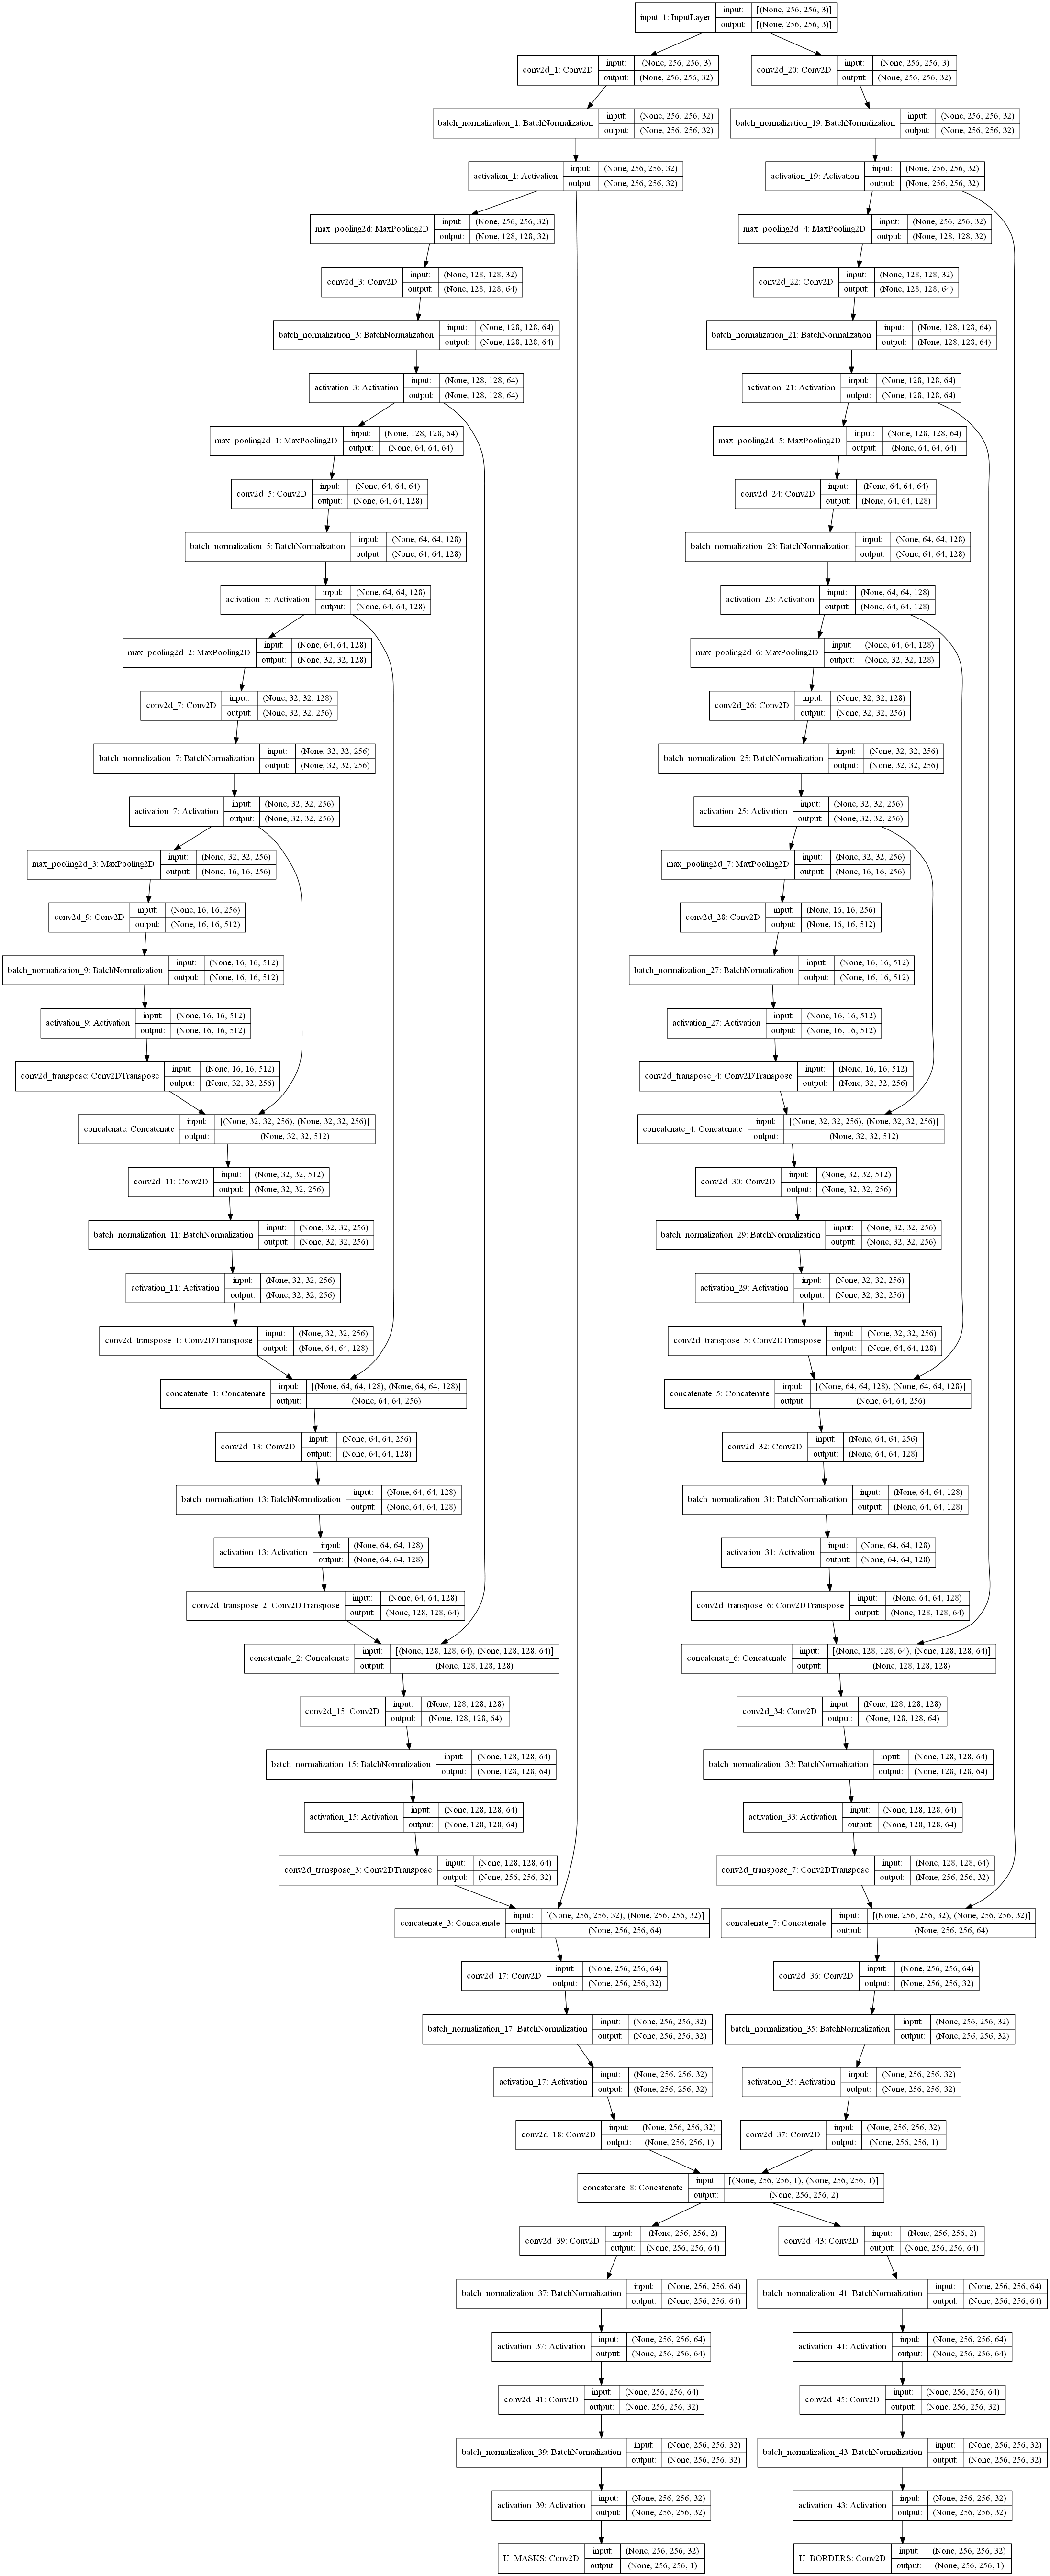 input_1: InputLayer
input: [(None, 256, 256, 3)]
output: [(None, 256, 256, 3)]
conv2d_1: Conv2D
input: (None, 256, 256, 3)
output: (None, 256, 256, 32)
conv2d_20: Conv2D
input: (None, 256, 256, 3)
output: (None, 256, 256, 32)
batch_normalization_1: BatchNormalization
input: (None, 256, 256, 32)
output: (None, 256, 256, 32)
batch_normalization_19: BatchNormalization
input: (None, 256, 256, 32)
output: (None, 256, 256, 32)
activation_1: Activation
input: (None, 256, 256, 32)
output: (None, 256, 256, 32)
activation_19: Activation
input: (None, 256, 256, 32)
output: (None, 256, 256, 32)
max_pooling2d: MaxPooling2D
input: (None, 256, 256, 32)
output: (None, 128, 128, 32)
max_pooling2d_4: MaxPooling2D
input: (None, 256, 256, 32)
output: (None, 128, 128, 32)
conv2d_3: Conv2D
input: (None, 128, 128, 32)
output: (None, 128, 128, 64)
conv2d_22: Conv2D
input: (None, 128, 128, 32)
output: (None, 128, 128, 64)
batch_normalization_3: BatchNormalization
input: (None, 128, 128, 64)
output: (None, 128, 128, 64)
batch_normalization_21: BatchNormalization
input: (None, 128, 128, 64)
output: (None, 128, 128, 64)
activation_3: Activation
input: (None, 128, 128, 64)
output: (None, 128, 128, 64)
activation_21: Activation
input: (None, 128, 128, 64)
output: (None, 128, 128, 64)
max_pooling2d_1: MaxPooling2D
input: (None, 128, 128, 64)
output: (None, 64, 64, 64)
max_pooling2d_5: MaxPooling2D
input: (None, 128, 128, 64)
output: (None, 64, 64, 64)
conv2d_5: Conv2D
input: (None, 64, 64, 64)
output: (None, 64, 64, 128)
conv2d_24: Conv2D
input: (None, 64, 64, 64)
output: (None, 64, 64, 128)
batch_normalization_5: BatchNormalization
input: (None, 64, 64, 128)
output: (None, 64, 64, 128)
batch_normalization_23: BatchNormalization
input: (None, 64, 64, 128)
output: (None, 64, 64, 128)
activation_5: Activation
input: (None, 64, 64, 128)
output: (None, 64, 64, 128)
activation_23: Activation
input: (None, 64, 64, 128)
output: (None, 64, 64, 128)
max_pooling2d_2: MaxPooling2D
input: (None, 64, 64, 128)
output: (None, 32, 32, 128)
max_pooling2d_6: MaxPooling2D
input: (None, 64, 64, 128)
output: (None, 32, 32, 128)
conv2d_7: Conv2D
input: (None, 32, 32, 128)
output: (None, 32, 32, 256)
conv2d_26: Conv2D
input: (None, 32, 32, 128)
output: (None, 32, 32, 256)
batch_normalization_7: BatchNormalization
input: (None, 32, 32, 256)
output: (None, 32, 32, 256)
batch_normalization_25: BatchNormalization
input: (None, 32, 32, 256)
output: (None, 32, 32, 256)
activation_7: Activation
input: (None, 32, 32, 256)
output: (None, 32, 32, 256)
activation_25: Activation
input: (None, 32, 32, 256)
output: (None, 32, 32, 256)
max_pooling2d_3: MaxPooling2D
input: (None, 32, 32, 256)
output: (None, 16, 16, 256)
max_pooling2d_7: MaxPooling2D
input: (None, 32, 32, 256)
output: (None, 16, 16, 256)
conv2d_9: Conv2D
input: (None, 16, 16, 256)
output: (None, 16, 16, 512)
conv2d_28: Conv2D
input: (None, 16, 16, 256)
output: (None, 16, 16, 512)
batch_normalization_9: BatchNormalization
input: (None, 16, 16, 512)
output: (None, 16, 16, 512)
batch_normalization_27: BatchNormalization
input: (None, 16, 16, 512)
output: (None, 16, 16, 512)
activation_9: Activation
input: (None, 16, 16, 512)
output: (None, 16, 16, 512)
activation_27: Activation
input: (None, 16, 16, 512)
output: (None, 16, 16, 512)
conv2d_transpose: Conv2DTranspose
input: (None, 16, 16, 512)
output: (None, 32, 32, 256)
conv2d_transpose_4: Conv2DTranspose
input: (None, 16, 16, 512)
output: (None, 32, 32, 256)
concatenate: Concatenate
input: [(None, 32, 32, 256), (None, 32, 32, 256)]
output: (None, 32, 32, 512)
concatenate_4: Concatenate
input: [(None, 32, 32, 256), (None, 32, 32, 256)]
output: (None, 32, 32, 512)
conv2d_11: Conv2D
input: (None, 32, 32, 512)
output: (None, 32, 32, 256)
conv2d_30: Conv2D
input: (None, 32, 32, 512)
output: (None, 32, 32, 256)
batch_normalization_11: BatchNormalization
input: (None, 32, 32, 256)
output: (None, 32, 32, 256)
batch_normalization_29: BatchNormalization
input: (None, 32, 32, 256)
output: (None, 32, 32, 256)
activation_11: Activation
input: (None, 32, 32, 256)
output: (None, 32, 32, 256)
activation_29: Activation
input: (None, 32, 32, 256)
output: (None, 32, 32, 256)
conv2d_transpose_1: Conv2DTranspose
input: (None, 32, 32, 256)
output: (None, 64, 64, 128)
conv2d_transpose_5: Conv2DTranspose
input: (None, 32, 32, 256)
output: (None, 64, 64, 128)
concatenate_1: Concatenate
input: [(None, 64, 64, 128), (None, 64, 64, 128)]
output: (None, 64, 64, 256)
concatenate_5: Concatenate
input: [(None, 64, 64, 128), (None, 64, 64, 128)]
output: (None, 64, 64, 256)
conv2d_13: Conv2D
input: (None, 64, 64, 256)
output: (None, 64, 64, 128)
conv2d_32: Conv2D
input: (None, 64, 64, 256)
output: (None, 64, 64, 128)
batch_normalization_13: BatchNormalization
input: (None, 64, 64, 128)
output: (None, 64, 64, 128)
batch_normalization_31: BatchNormalization
input: (None, 64, 64, 128)
output: (None, 64, 64, 128)
activation_13: Activation
input: (None, 64, 64, 128)
output: (None, 64, 64, 128)
activation_31: Activation
input: (None, 64, 64, 128)
output: (None, 64, 64, 128)
conv2d_transpose_2: Conv2DTranspose
input: (None, 64, 64, 128)
output: (None, 128, 128, 64)
conv2d_transpose_6: Conv2DTranspose
input: (None, 64, 64, 128)
output: (None, 128, 128, 64)
concatenate_2: Concatenate
input: [(None, 128, 128, 64), (None, 128, 128, 64)]
output: (None, 128, 128, 128)
concatenate_6: Concatenate
input: [(None, 128, 128, 64), (None, 128, 128, 64)]
output: (None, 128, 128, 128)
conv2d_15: Conv2D
input: (None, 128, 128, 128)
output: (None, 128, 128, 64)
conv2d_34: Conv2D
input: (None, 128, 128, 128)
output: (None, 128, 128, 64)
batch_normalization_15: BatchNormalization
input: (None, 128, 128, 64)
output: (None, 128, 128, 64)
batch_normalization_33: BatchNormalization
input: (None, 128, 128, 64)
output: (None, 128, 128, 64)
activation_15: Activation
input: (None, 128, 128, 64)
output: (None, 128, 128, 64)
activation_33: Activation
input: (None, 128, 128, 64)
output: (None, 128, 128, 64)
conv2d_transpose_3: Conv2DTranspose
input: (None, 128, 128, 64)
output: (None, 256, 256, 32)
conv2d_transpose_7: Conv2DTranspose
input: (None, 128, 128, 64)
output: (None, 256, 256, 32)
concatenate_3: Concatenate
input: [(None, 256, 256, 32), (None, 256, 256, 32)]
output: (None, 256, 256, 64)
concatenate_7: Concatenate
input: [(None, 256, 256, 32), (None, 256, 256, 32)]
output: (None, 256, 256, 64)
conv2d_17: Conv2D
input: (None, 256, 256, 64)
output: (None, 256, 256, 32)
conv2d_36: Conv2D
input: (None, 256, 256, 64)
output: (None, 256, 256, 32)
batch_normalization_17: BatchNormalization
input: (None, 256, 256, 32)
output: (None, 256, 256, 32)
batch_normalization_35: BatchNormalization
input: (None, 256, 256, 32)
output: (None, 256, 256, 32)
activation_17: Activation
input: (None, 256, 256, 32)
output: (None, 256, 256, 32)
activation_35: Activation
input: (None, 256, 256, 32)
output: (None, 256, 256, 32)
conv2d_18: Conv2D
input: (None, 256, 256, 32)
output: (None, 256, 256, 1)
conv2d_37: Conv2D
input: (None, 256, 256, 32)
output: (None, 256, 256, 1)
concatenate_8: Concatenate
input: [(None, 256, 256, 1), (None, 256, 256, 1)]
output: (None, 256, 256, 2)
conv2d_39: Conv2D
input: (None, 256, 256, 2)
output: (None, 256, 256, 64)
conv2d_43: Conv2D
input: (None, 256, 256, 2)
output: (None, 256, 256, 64)
batch_normalization_37: BatchNormalization
input: (None, 256, 256, 64)
output: (None, 256, 256, 64)
batch_normalization_41: BatchNormalization
input: (None, 256, 256, 64)
output: (None, 256, 256, 64)
activation_37: Activation
input: (None, 256, 256, 64)
output: (None, 256, 256, 64)
activation_41: Activation
input: (None, 256, 256, 64)
output: (None, 256, 256, 64)
conv2d_41: Conv2D
input: (None, 256, 256, 64)
output: (None, 256, 256, 32)
conv2d_45: Conv2D
input: (None, 256, 256, 64)
output: (None, 256, 256, 32)
batch_normalization_39: BatchNormalization
input: (None, 256, 256, 32)
output: (None, 256, 256, 32)
batch_normalization_43: BatchNormalization
input: (None, 256, 256, 32)
output: (None, 256, 256, 32)
activation_39: Activation
input: (None, 256, 256, 32)
output: (None, 256, 256, 32)
activation_43: Activation
input: (None, 256, 256, 32)
output: (None, 256, 256, 32)
U_MASKS: Conv2D
input: (None, 256, 256, 32)
output: (None, 256, 256, 1)
U_BORDERS: Conv2D
input: (None, 256, 256, 32)
output: (None, 256, 256, 1)